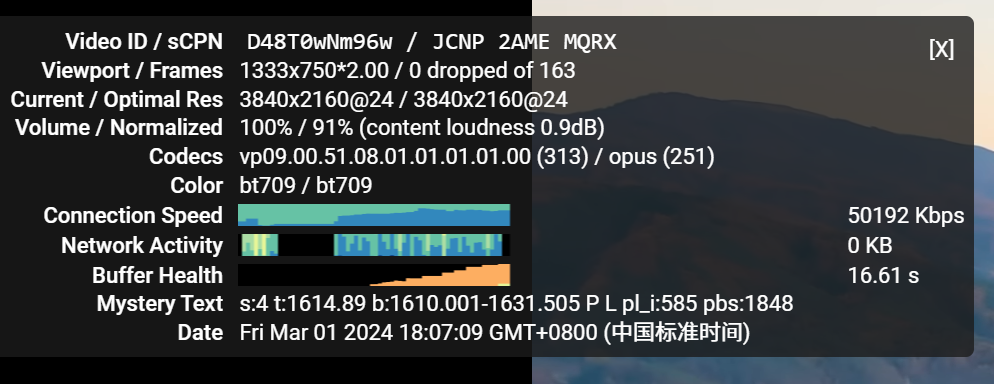 Video ID / sCPN D48T0wNm96w / JCNP 2AME MQRX [X]
Viewport / Frames 1333x750*2.00 / 0 dropped of 163
Current / Optimal Res 3840x2160@24 / 3840x2160@24
Volume / Normalized 100% / 91% (content loudness 0.9dB)
Codecs vp09.00.51.08.01.01.01.01.00 (313) / opus (251)
Color bt709 / bt709
Connection Speed 50192 Kbps
Network Activity 0 KB
Buffer Health 16.61 s
Mystery Text s:4 t:1614.89 b:1610.001-1631.505 P L pl_i:585 pbs:1848
Date Fri Mar 01 2024 18:07:09 GMT+0800 (中国标准时间)